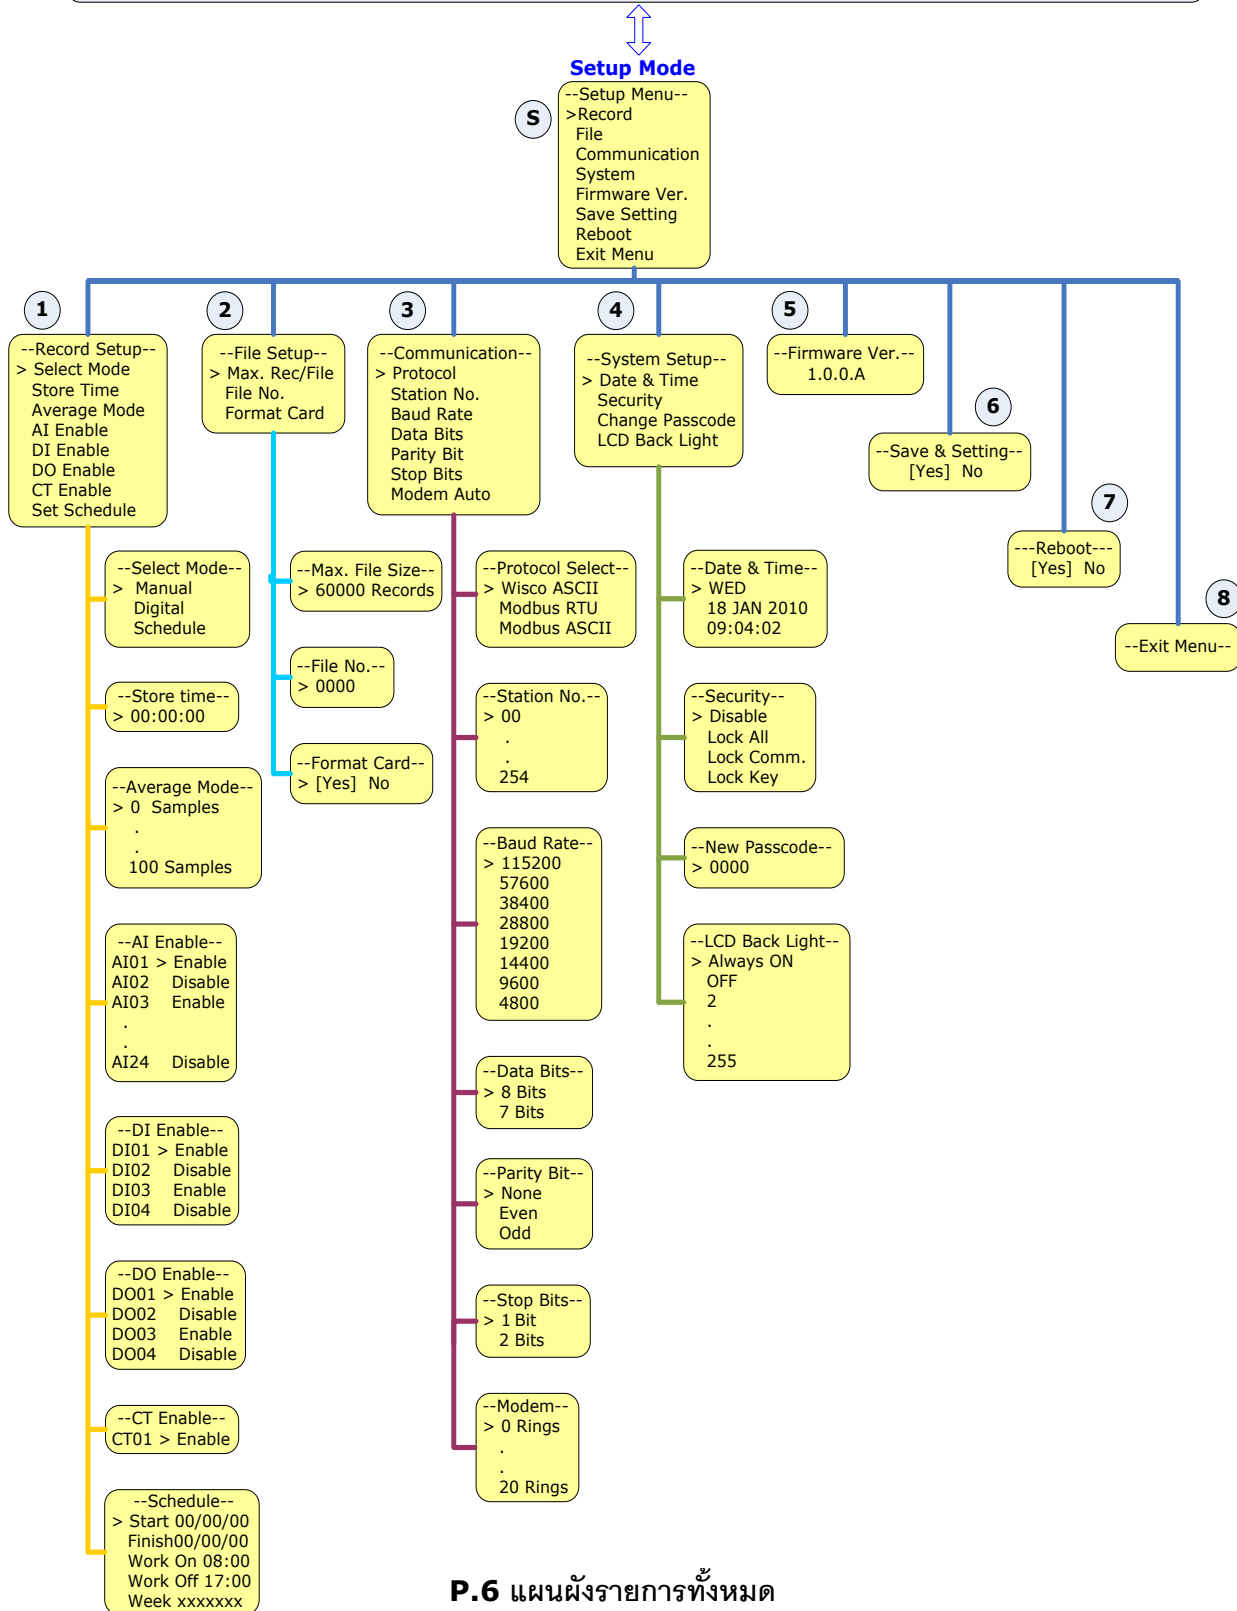 Setup Mode
S
--Setup Menu--
>Record
File
Communication
System
Firmware Ver.
Save Setting
Reboot
Exit Menu
1
--Record Setup--
> Select Mode
Store Time
Average Mode
AI Enable
DI Enable
DO Enable
CT Enable
Set Schedule
2
--File Setup--
> Max. Rec/File
File No.
Format Card
3
--Communication--
> Protocol
Station No.
Baud Rate
Data Bits
Parity Bit
Stop Bits
Modem Auto
4
--System Setup--
> Date & Time
Security
Change Passcode
LCD Back Light
5
--Firmware Ver.--
1.0.0.A
6
--Save & Setting--
[Yes] No
7
---Reboot---
[Yes] No
8
--Exit Menu--
--Select Mode--
> Manual
Digital
Schedule
--Store time--
> 00:00:00
--Average Mode--
> 0 Samples
.
.
100 Samples
--AI Enable--
AI01 > Enable
AI02 Disable
AI03 Enable
.
.
AI24 Disable
--DI Enable--
DI01 > Enable
DI02 Disable
DI03 Enable
DI04 Disable
--DO Enable--
DO01 > Enable
DO02 Disable
DO03 Enable
DO04 Disable
--CT Enable--
CT01 > Enable
--Schedule--
> Start 00/00/00
Finish00/00/00
Work On 08:00
Work Off 17:00
Week xxxxxxx
--Max. File Size--
> 60000 Records
--File No.--
> 0000
--Format Card--
> [Yes] No
--Protocol Select--
> Wisco ASCII
Modbus RTU
Modbus ASCII
--Station No.--
> 00
.
.
254
--Baud Rate--
> 115200
57600
38400
28800
19200
14400
9600
4800
--Data Bits--
> 8 Bits
7 Bits
--Parity Bit--
> None
Even
Odd
--Stop Bits--
> 1 Bit
2 Bits
--Modem--
> 0 Rings
.
.
20 Rings
--Date & Time--
> WED
18 JAN 2010
09:04:02
--Security--
> Disable
Lock All
Lock Comm.
Lock Key
--New Passcode--
> 0000
--LCD Back Light--
> Always ON
OFF
2
.
.
255
P.6 แผนผังรายการทั้งหมด